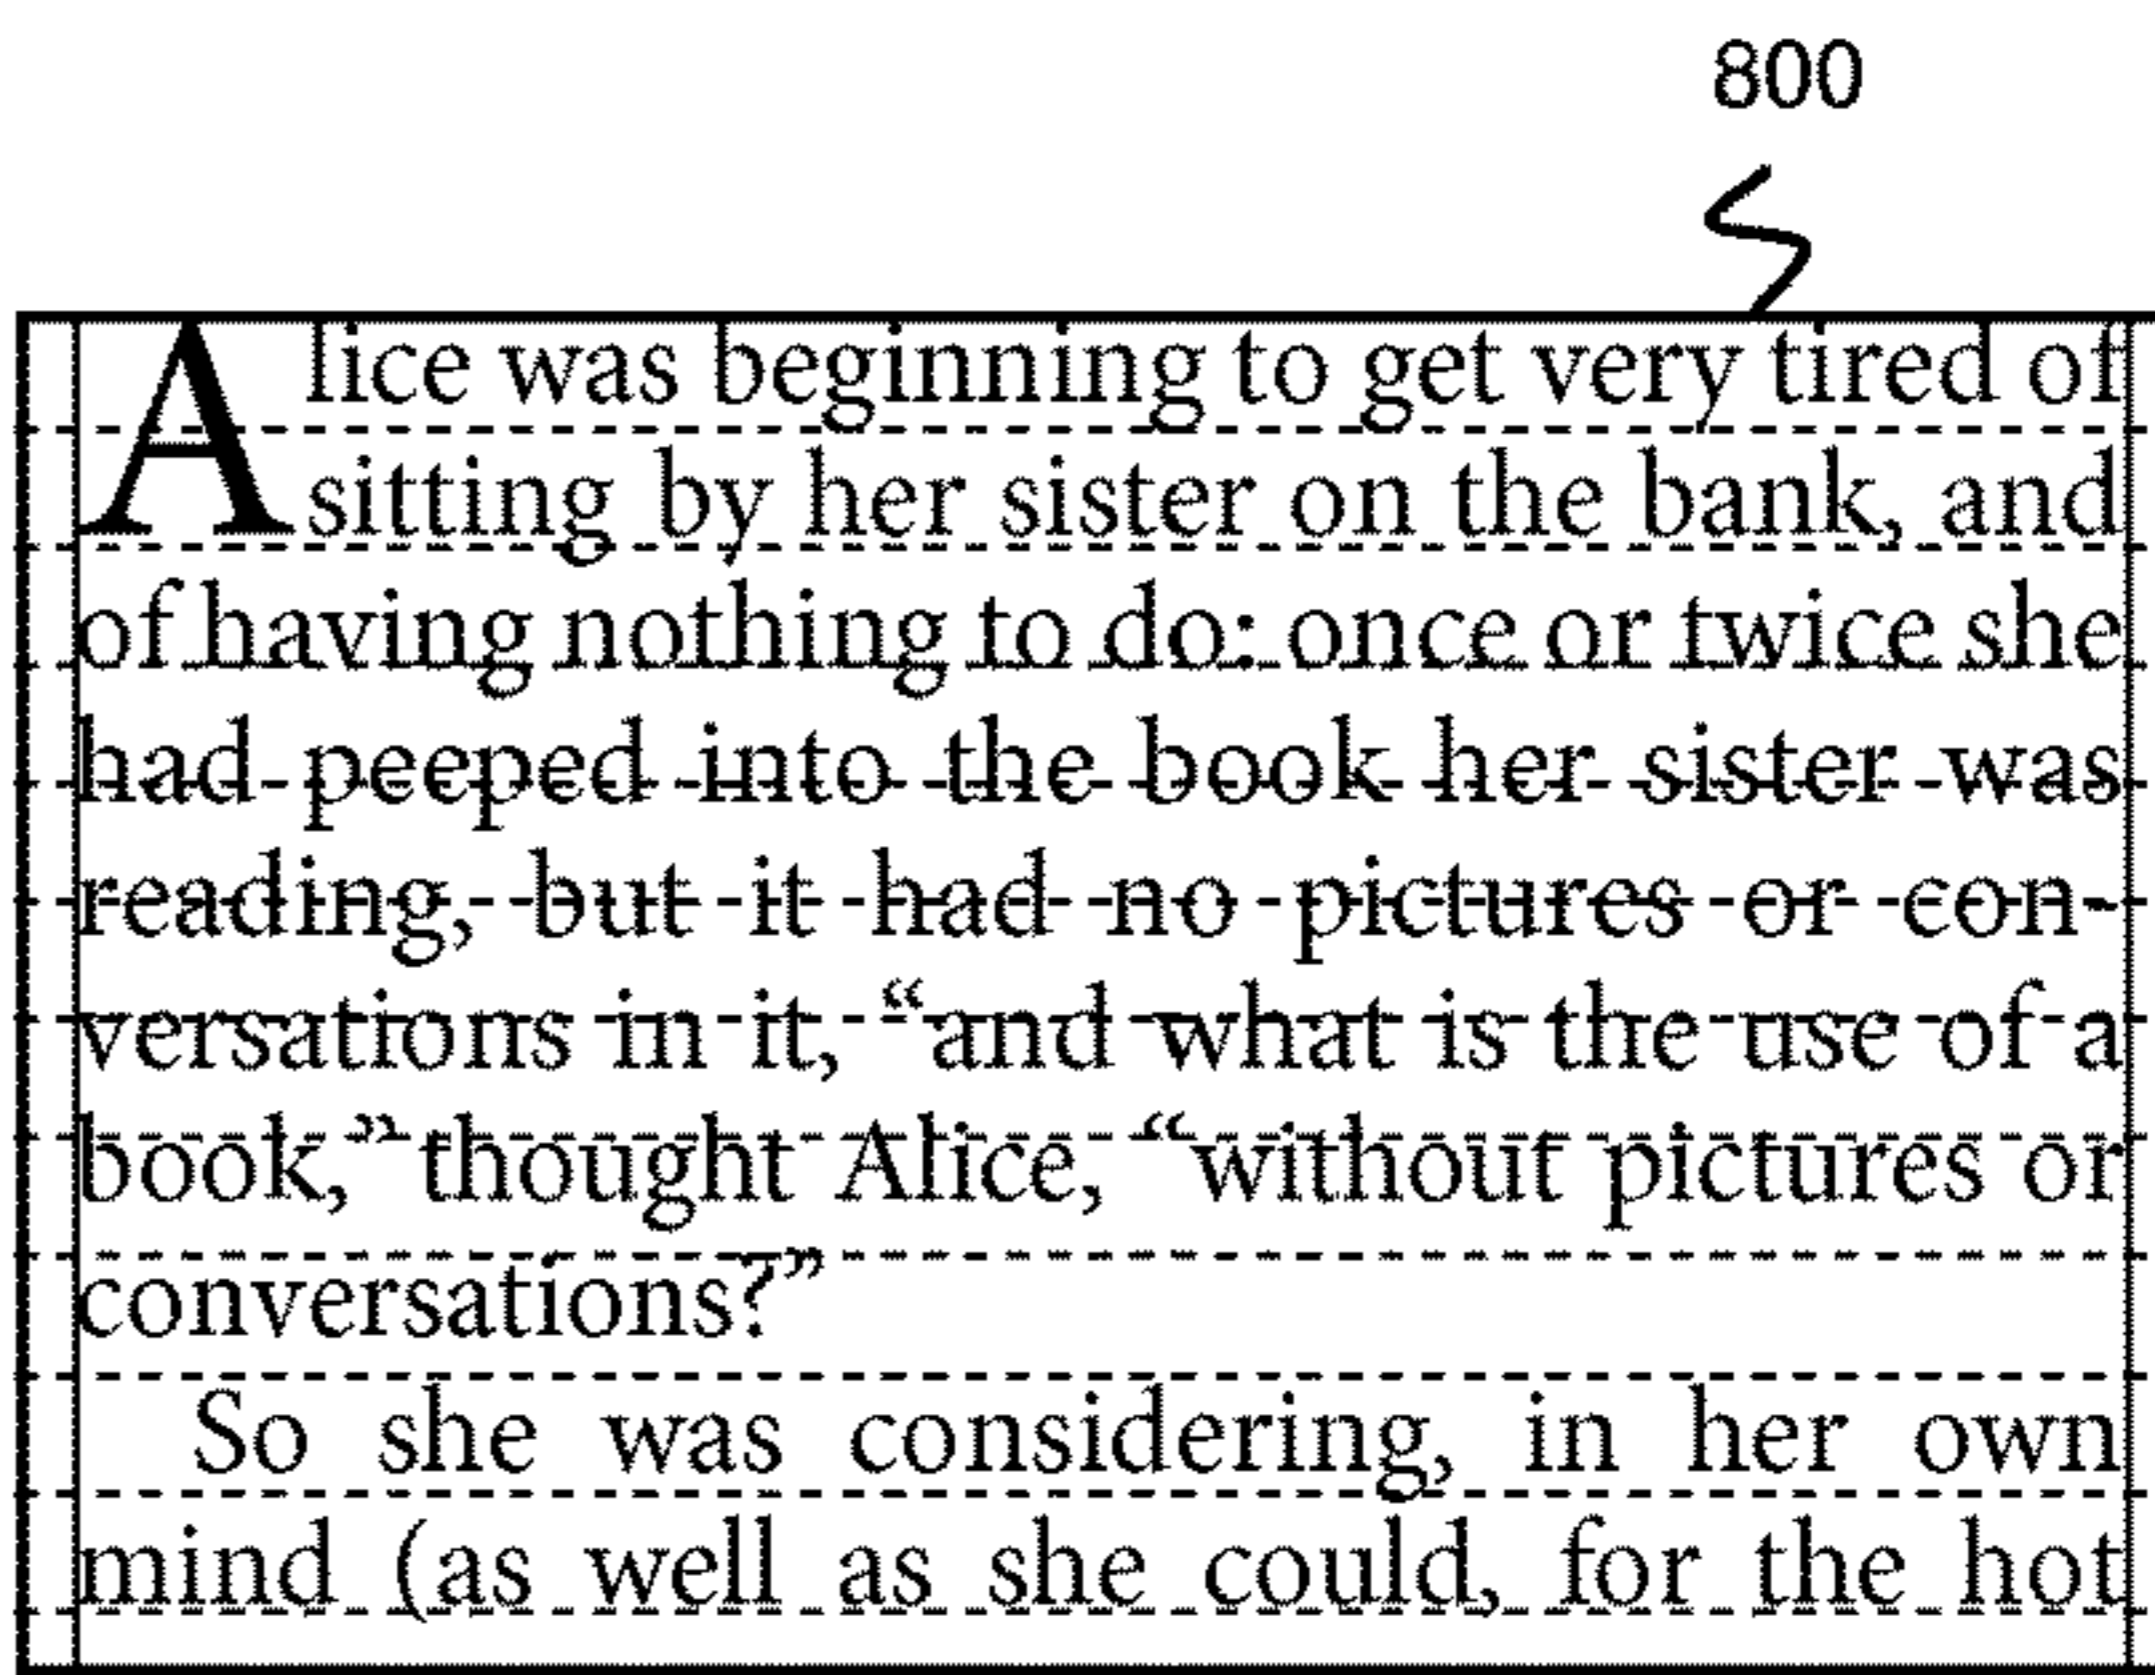 800
Alice was beginning to get very tired of
sitting by her sister on the bank, and
of having nothing to do: once or twice she
had peeped into the book her sister was
reading, but it had no pictures or con-
versations in it, “and what is the use of a
book,” thought Alice, “without pictures or
conversations?”
So she was considering, in her own
mind (as well as she could, for the hot